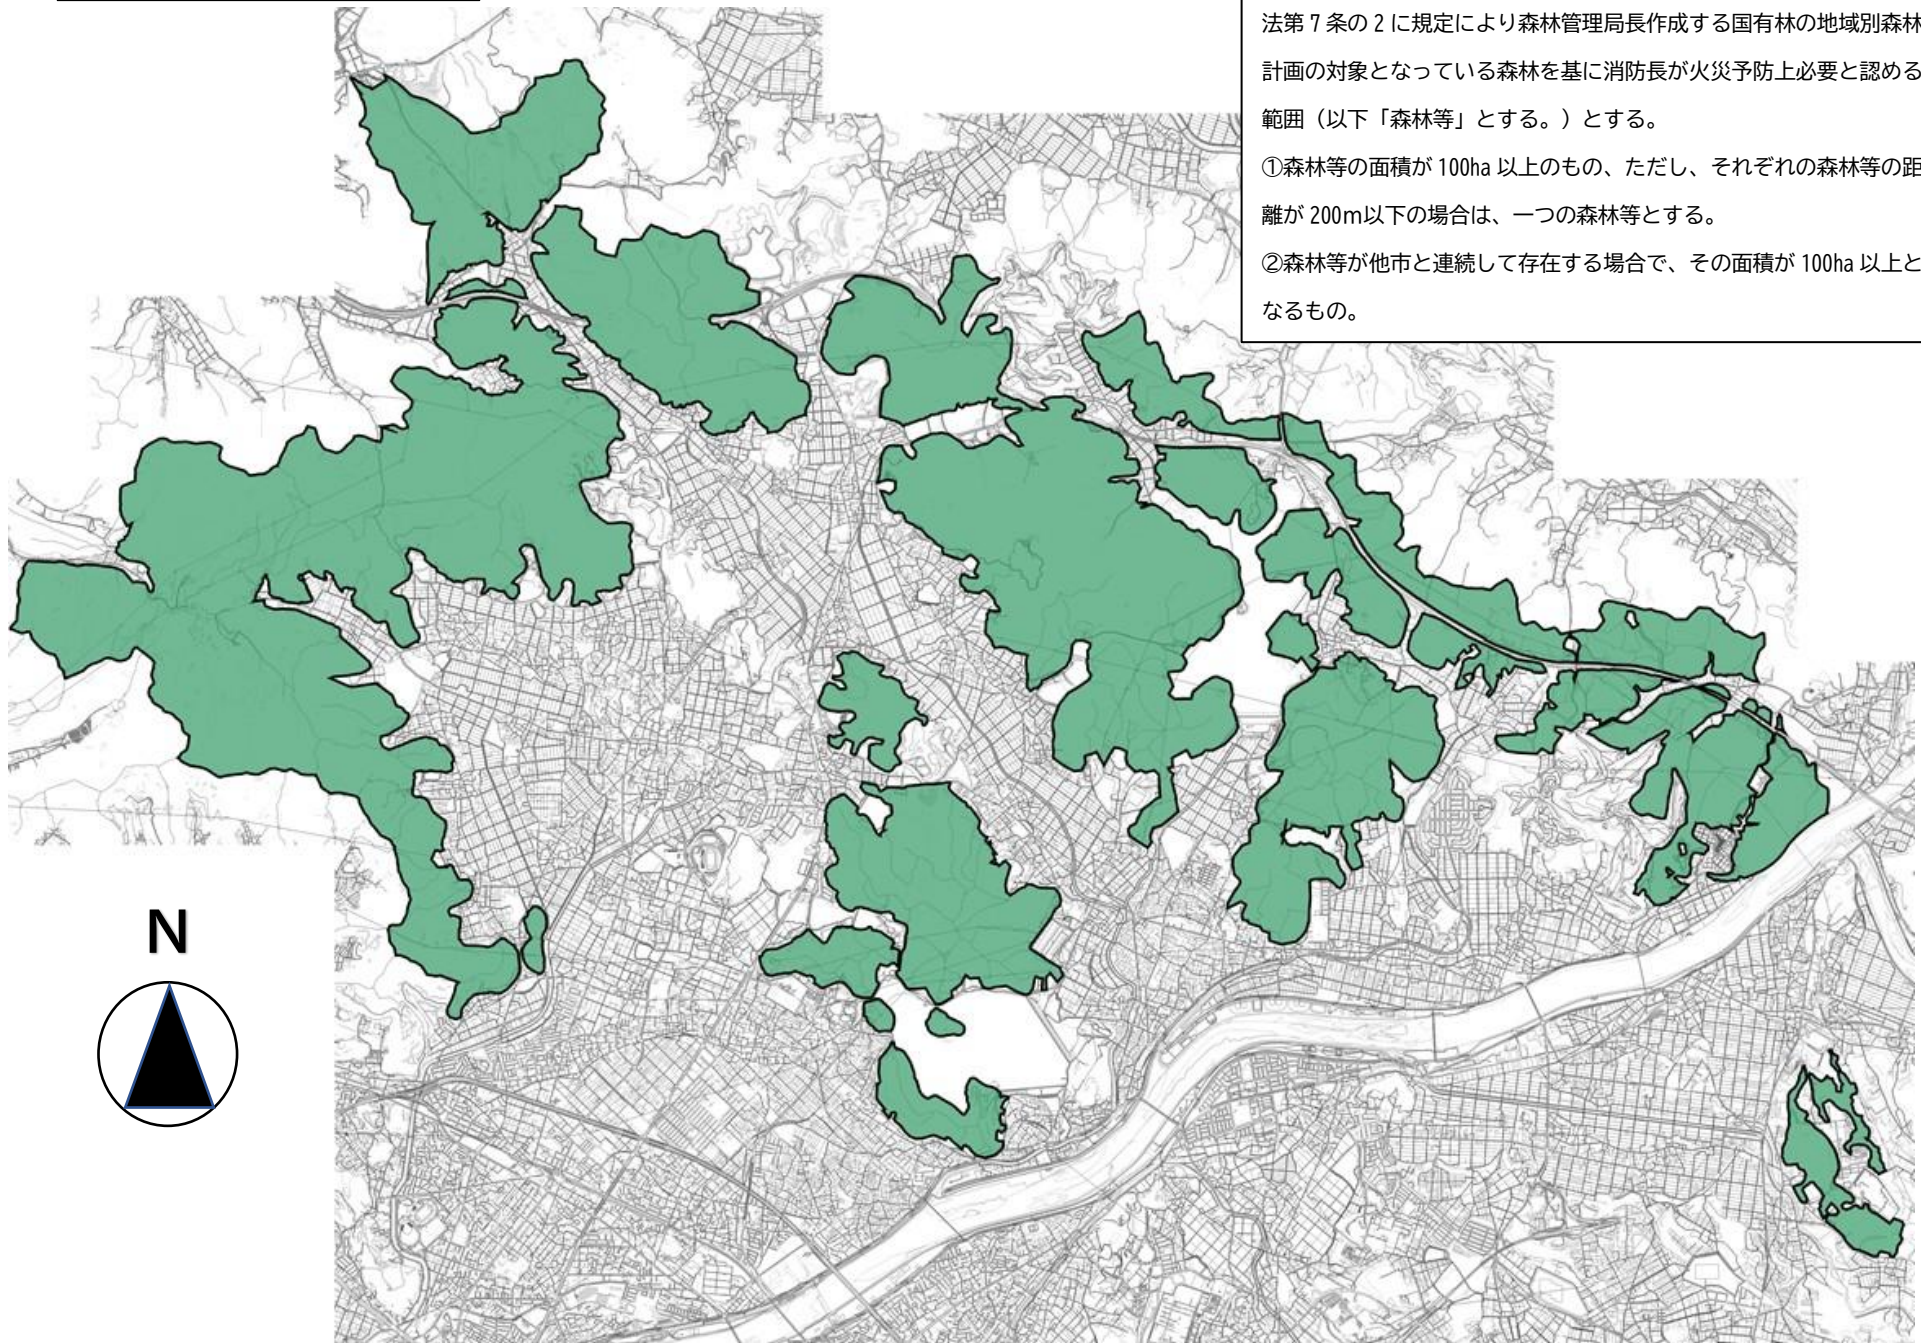 法第7条の2に規定により森林管理局長作成する国有林の地域別森林
計画の対象となっている森林を基に消防長が火災予防上必要と認める
範囲（以下「森林等」とする。）とする。
①森林等の面積が100ha以上のもの、ただし、それぞれの森林等の距
離が200m以下の場合は、一つの森林等とする。
②森林等が他市と連続して存在する場合で、その面積が100ha以上と
なるもの。
N